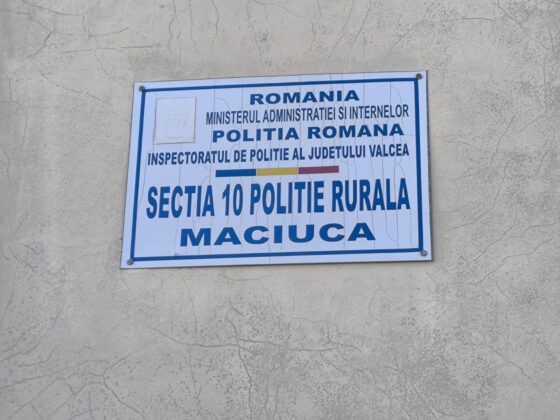 ROMANIA
MINISTERUL ADMINISTRATIEI SI INTERNELOR
POLITIA ROMANA
INSPECTORATUL DE POLITIE AL JUDETULUI VALCEA
SECTIA 10 POLITIE RURALA
MACIUCA